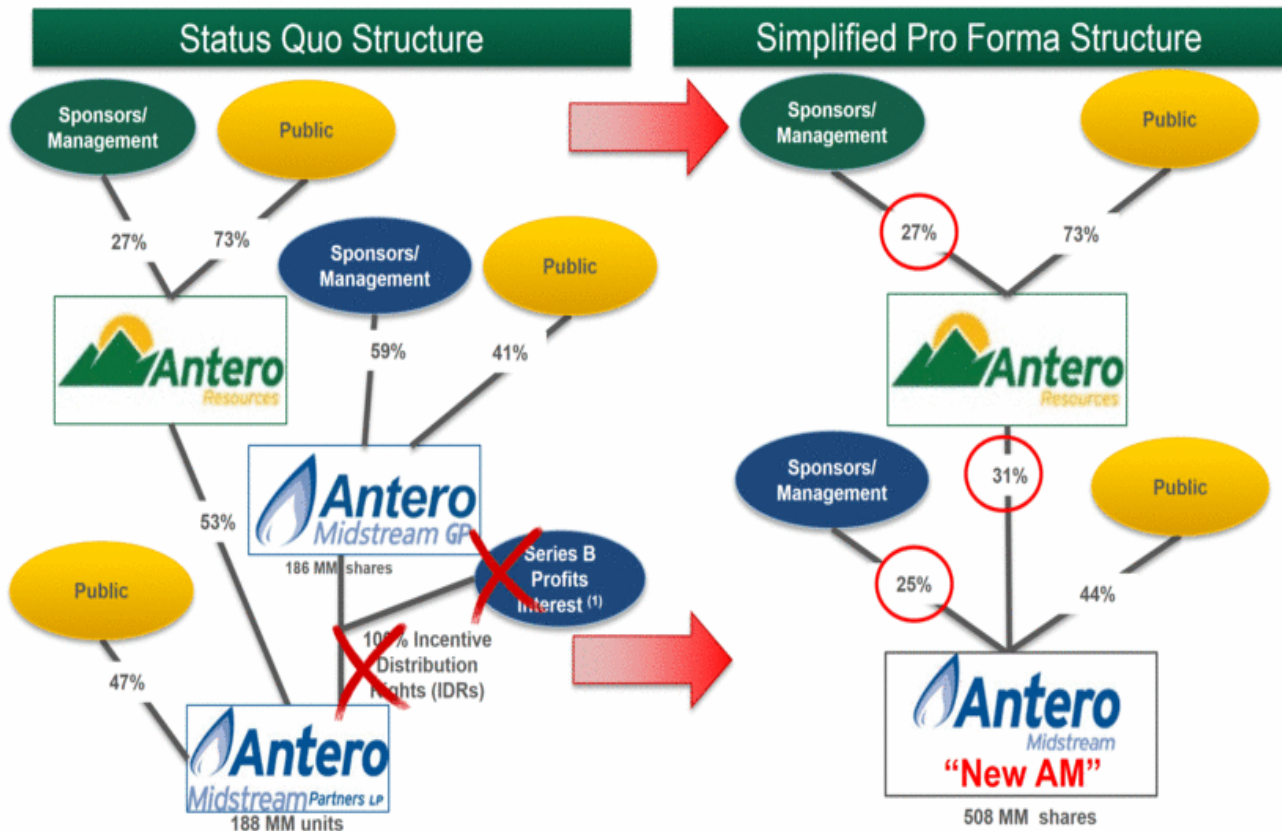 Status Quo Structure
Simplified Pro Forma Structure
Sponsors/
Management
Public
27%
73%
Sponsors/
Management
Public
59%
41%
Antero
Resources
53%
Antero
Midstream GP
186 MM shares
Series B
Profits
Interest (1)
100% Incentive
Distribution
Rights (IDRs)
Public
47%
Antero
Midstream Partners LP
188 MM units
Sponsors/
Management
Public
27%
73%
Antero
Resources
Sponsors/
Management
31%
Public
25%
44%
Antero
Midstream
“New AM”
508 MM shares